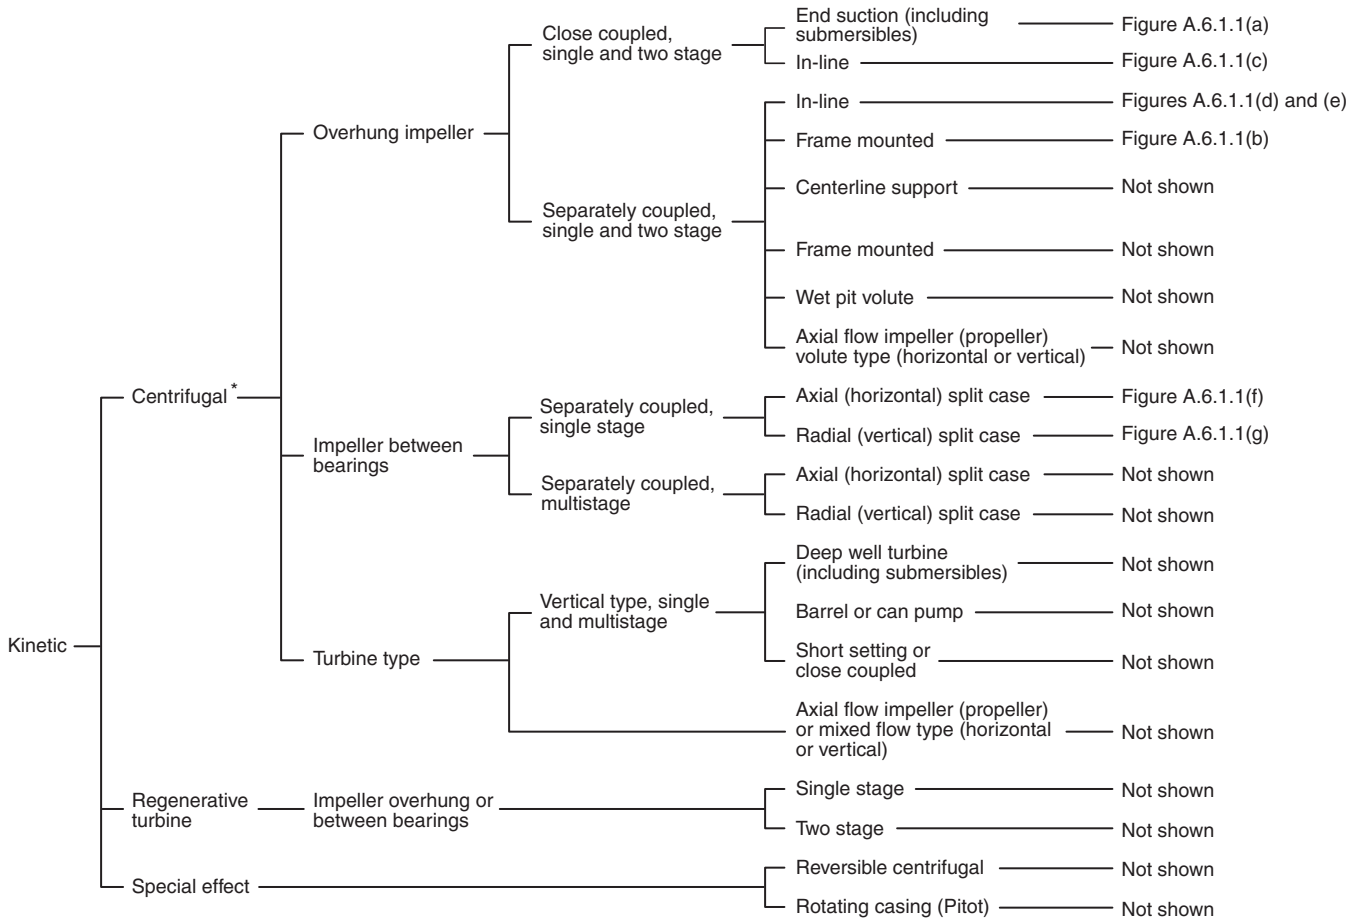 End suction (including
submersibles)
Figure A.6.1.1(a)
Close coupled,
single and two stage
In-line
Figure A.6.1.1(c)
In-line
Figures A.6.1.1(d) and (e)
Overhung impeller
Frame mounted
Figure A.6.1.1(b)
Centerline support
Not shown
Separately coupled,
single and two stage
Frame mounted
Not shown
Wet pit volute
Not shown
Axial flow impeller (propeller)
volute type (horizontal or vertical)
Not shown
Centrifugal*
Axial (horizontal) split case
Figure A.6.1.1(f)
Separately coupled,
single stage
Radial (vertical) split case
Figure A.6.1.1(g)
Impeller between
bearings
Axial (horizontal) split case
Not shown
Separately coupled,
multistage
Radial (vertical) split case
Not shown
Deep well turbine
(including submersibles)
Not shown
Vertical type, single
and multistage
Barrel or can pump
Not shown
Kinetic
Turbine type
Short setting or
close coupled
Not shown
Axial flow impeller (propeller)
or mixed flow type (horizontal
or vertical)
Not shown
Regenerative
turbine
Impeller overhung or
between bearings
Single stage
Not shown
Two stage
Not shown
Special effect
Reversible centrifugal
Not shown
Rotating casing (Pitot)
Not shown